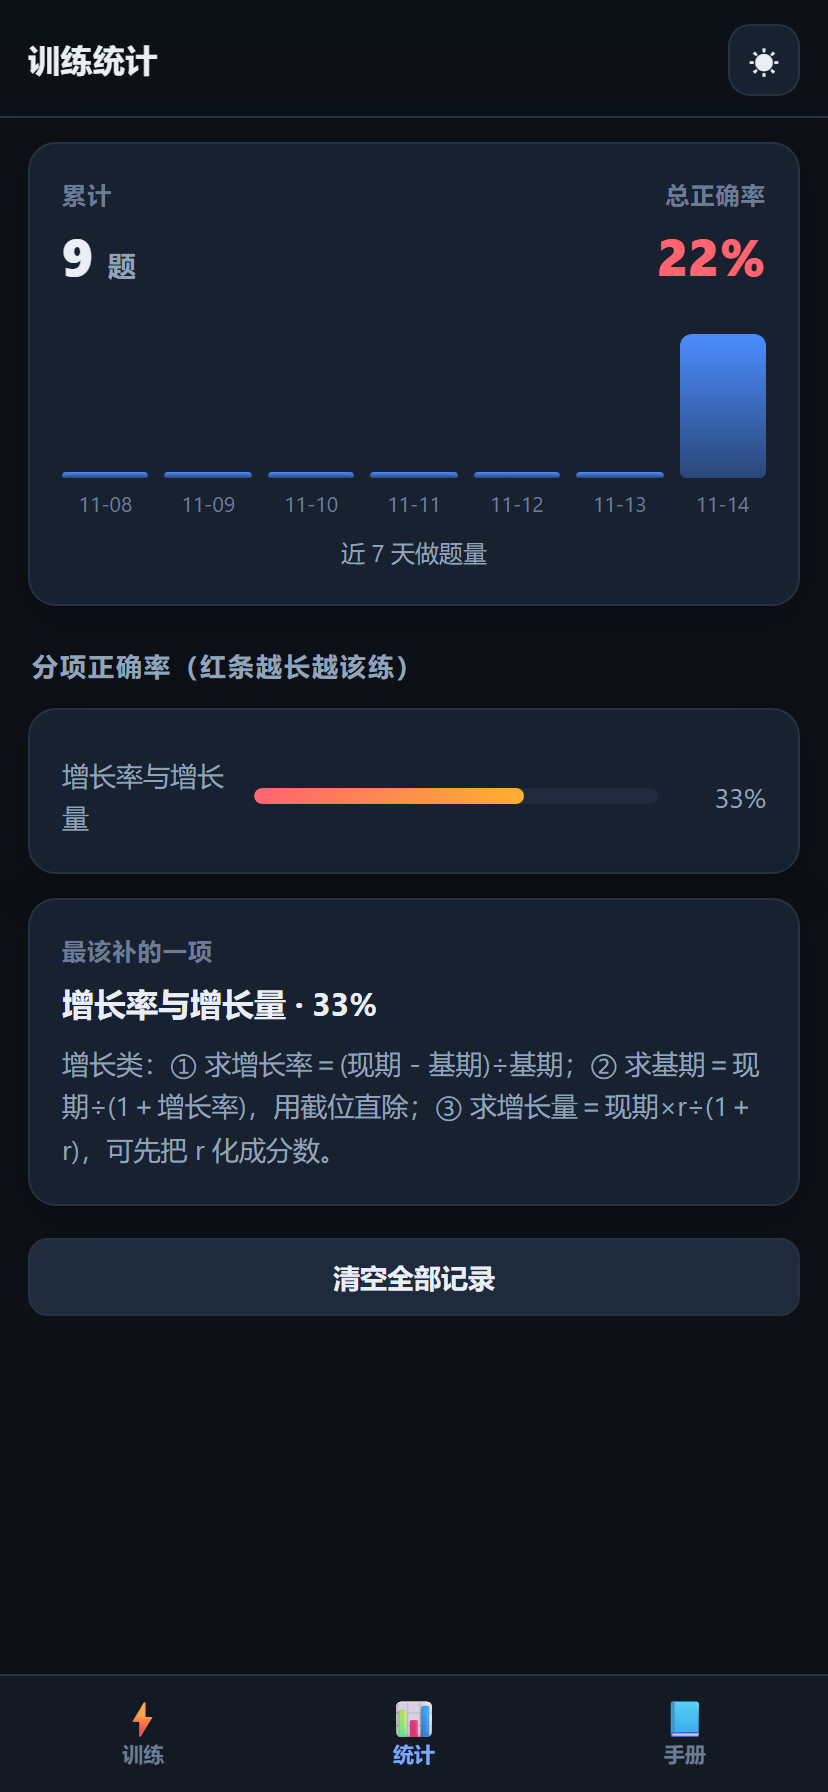 训练统计
累计
总正确率
9 题
22%
11-08 11-09 11-10 11-11 11-12 11-13 11-14
近 7 天做题量
分项正确率（红条越长越该练）
增长率与增长
量
33%
最该补的一项
增长率与增长量 · 33%
增长类：① 求增长率＝(现期 - 基期)÷基期；② 求基期＝现
期÷(1＋增长率)，用截位直除；③ 求增长量＝现期×r÷(1＋
r)，可先把 r 化成分数。
清空全部记录
训练 统计 手册